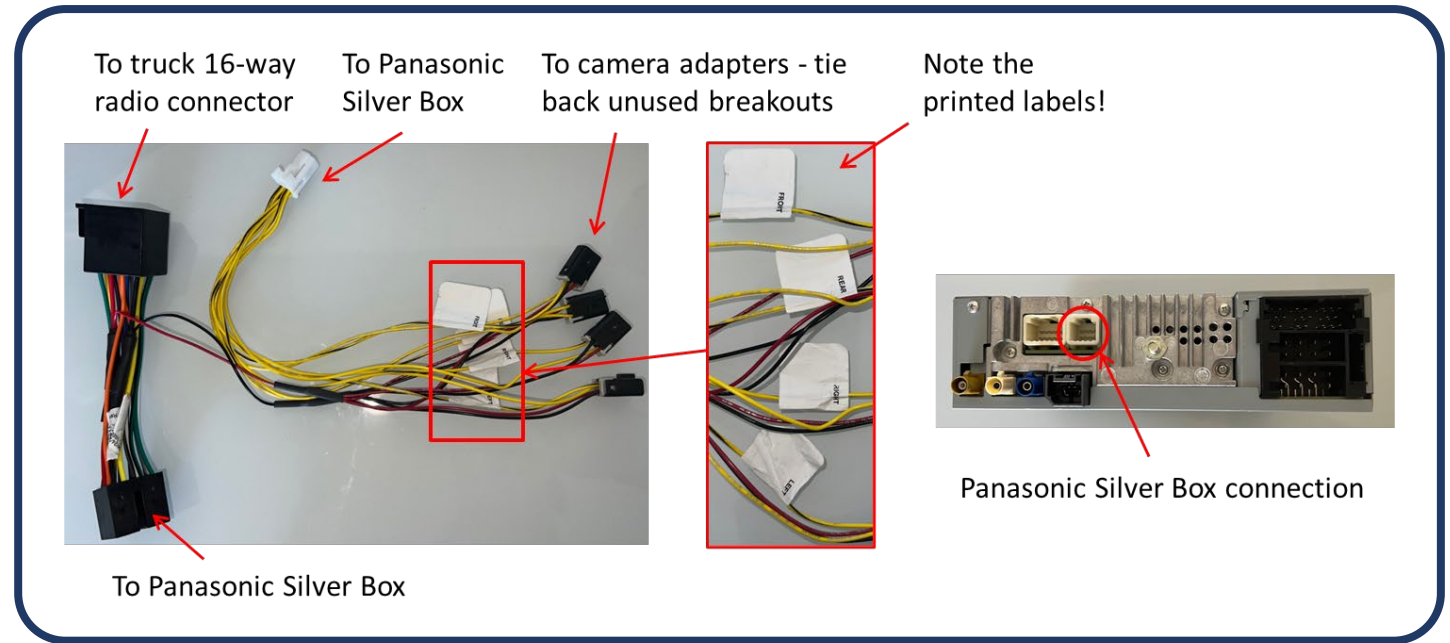 To truck 16-way
radio connector
To Panasonic
Silver Box
To camera adapters - tie
back unused breakouts
Note the
printed labels!
FRONT
REAR
RIGHT
LEFT
Panasonic Silver Box connection
To Panasonic Silver Box